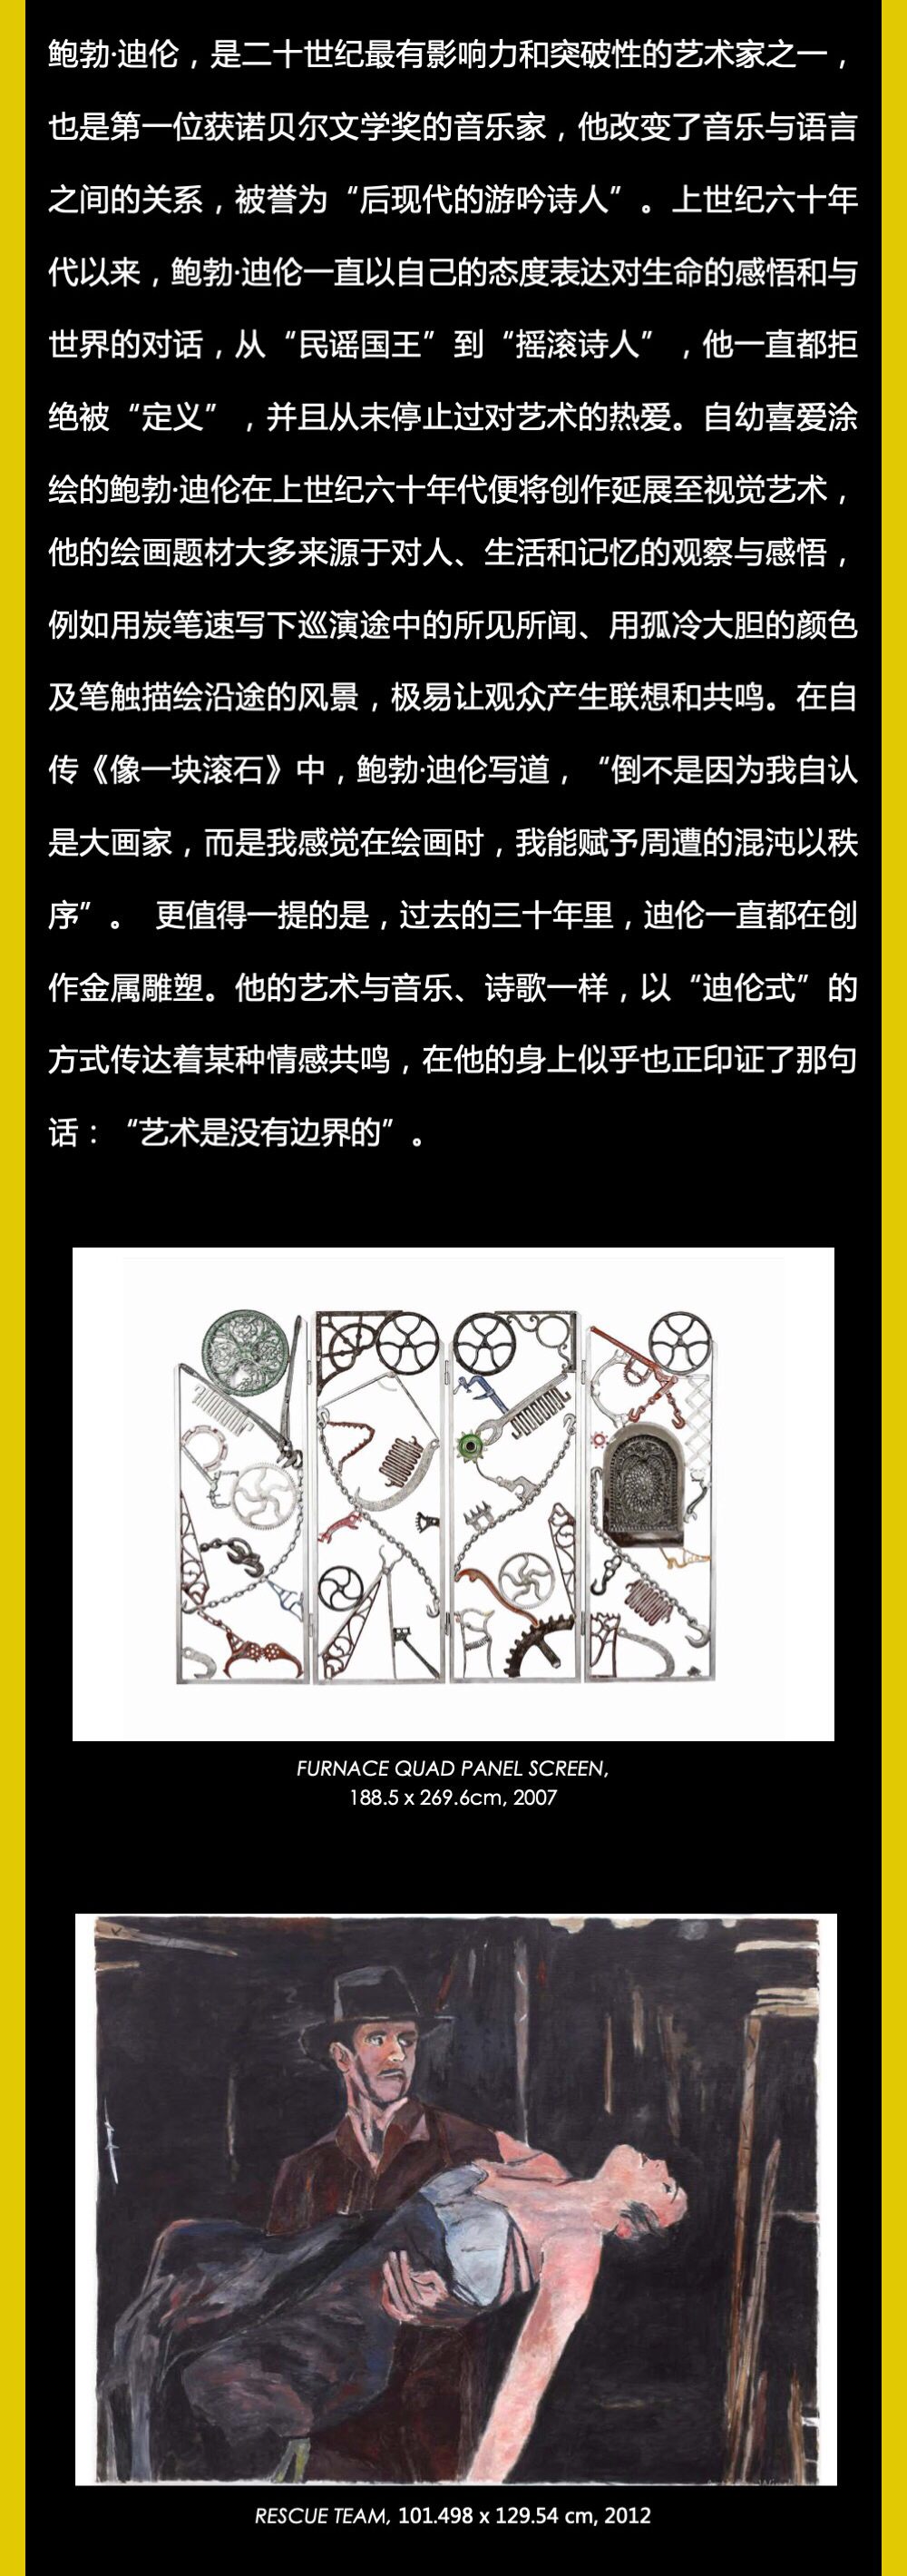 鲍勃·迪伦，是二十世纪最有影响力和突破性的艺术家之一，
也是第一位获诺贝尔文学奖的音乐家，他改变了音乐与语言
之间的关系，被誉为“后现代的游吟诗人”。上世纪六十年
代以来，鲍勃·迪伦一直以自己的态度表达对生命的感悟和与
世界的对话，从“民谣国王”到“摇滚诗人”，他一直都拒
绝被“定义”，并且从未停止过对艺术的热爱。自幼喜爱涂
绘的鲍勃·迪伦在上世纪六十年代便将创作延展至视觉艺术，
他的绘画题材大多来源于对人、生活和记忆的观察与感悟，
例如用炭笔速写下巡演途中的所见所闻、用孤冷大胆的颜色
及笔触描绘沿途的风景，极易让观众产生联想和共鸣。在自
传《像一块滚石》中，鲍勃·迪伦写道，“倒不是因为我自认
是大画家，而是我感觉在绘画时，我能赋予周遭的混沌以秩
序”。 更值得一提的是，过去的三十年里，迪伦一直都在创
作金属雕塑。他的艺术与音乐、诗歌一样，以“迪伦式”的
方式传达着某种情感共鸣，在他的身上似乎也正印证了那句
话：“艺术是没有边界的”。
FURNACE QUAD PANEL SCREEN,
188.5 x 269.6cm, 2007
RESCUE TEAM, 101.498 x 129.54 cm, 2012